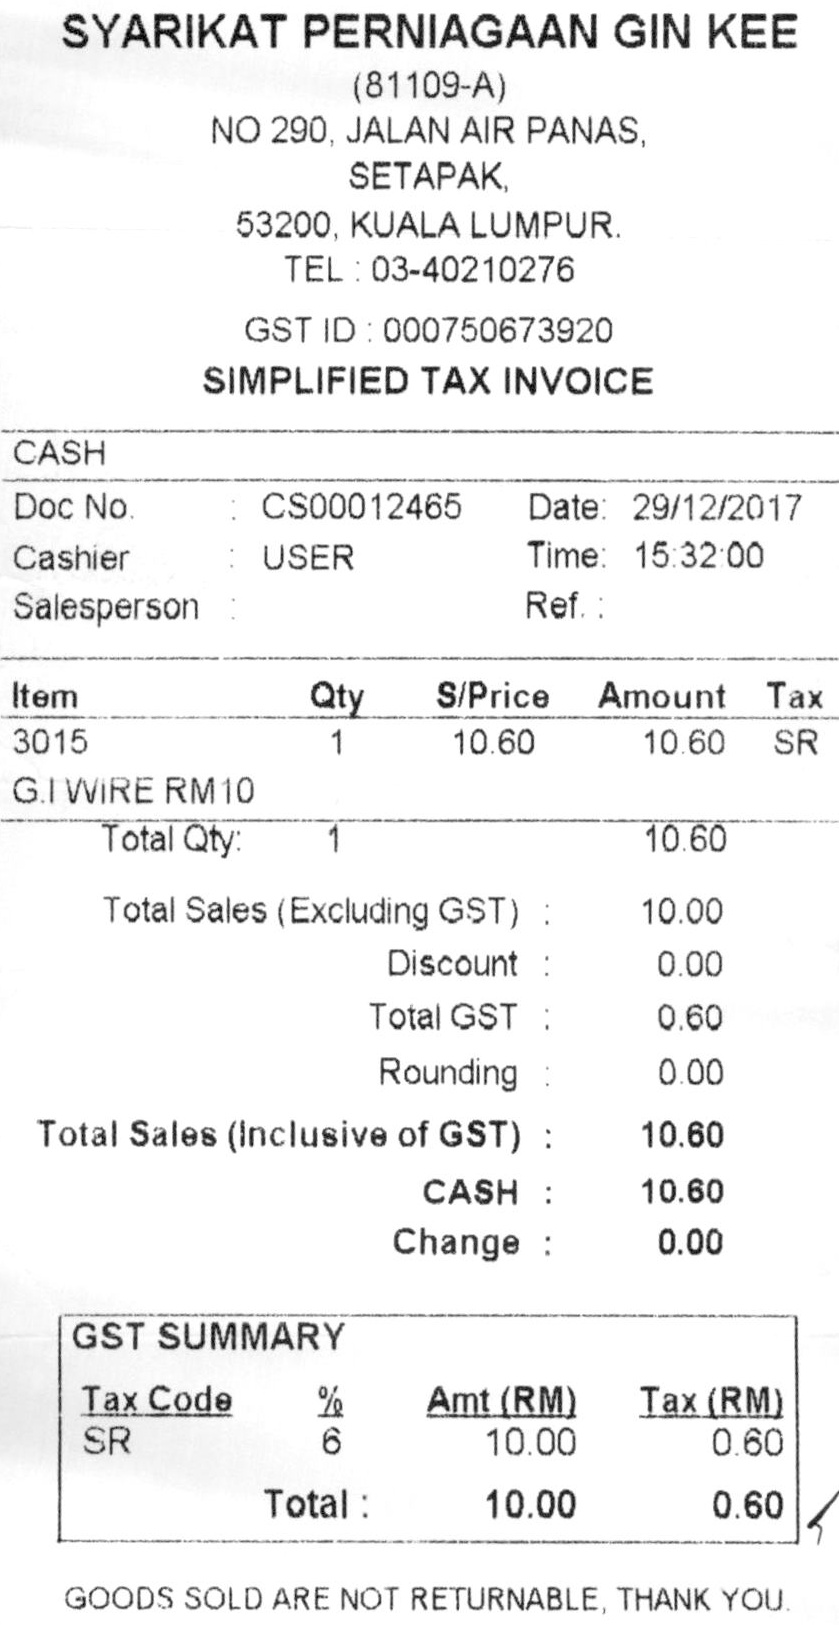 SYARIKAT PERNIAGAAN GIN KEE
(81109-A)
NO 290, JALAN AIR PANAS,
SETAPAK,
53200, KUALA LUMPUR.
TEL : 03-40210276
GST ID : 000750673920
SIMPLIFIED TAX INVOICE
CASH
Doc No. : CS00012465 Date: 29/12/2017
Cashier : USER Time: 15:32:00
Salesperson : Ref. :
Item Qty S/Price Amount Tax
3015 1 10.60 10.60 SR
G.I WIRE RM10
Total Qty: 1 10.60
Total Sales (Excluding GST) : 10.00
Discount : 0.00
Total GST : 0.60
Rounding : 0.00
Total Sales (Inclusive of GST) : 10.60
CASH : 10.60
Change : 0.00
GST SUMMARY
Tax Code % Amt (RM) Tax (RM)
SR 6 10.00 0.60
Total : 10.00 0.60
GOODS SOLD ARE NOT RETURNABLE, THANK YOU.